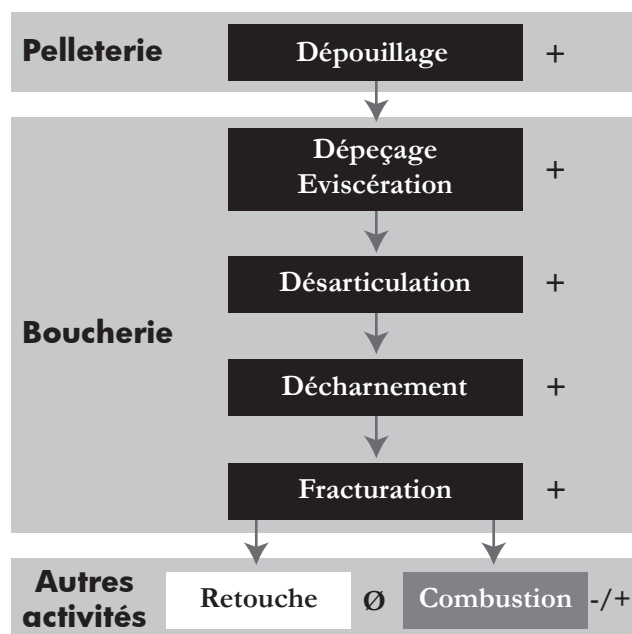 Pelleterie
Dépouillage +
Boucherie
Dépeçage
Eviscération +
Désarticulation +
Décharnement +
Fracturation +
Autres
activités
Retouche Ø Combustion -/+